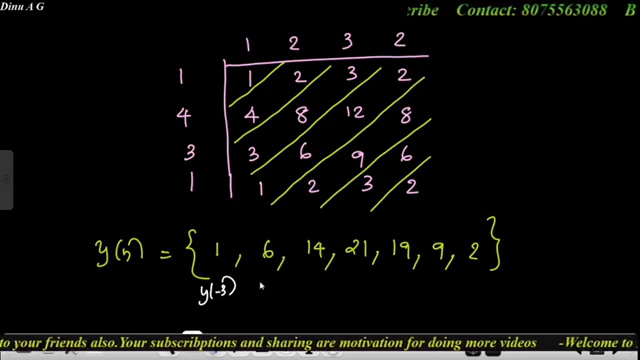 Dinu A G
ribe Contact: 8075563088 B
1 2 3 2
1 1 2 3 2
4 4 8 12 8
3 3 6 9 6
1 1 2 3 2
y(n) = { 1 , 6 , 14 , 21 , 19 , 9 , 2 }
y(-3)
to your friends also.Your subscribptions and sharing are motivation for doing more videos -Welcome to